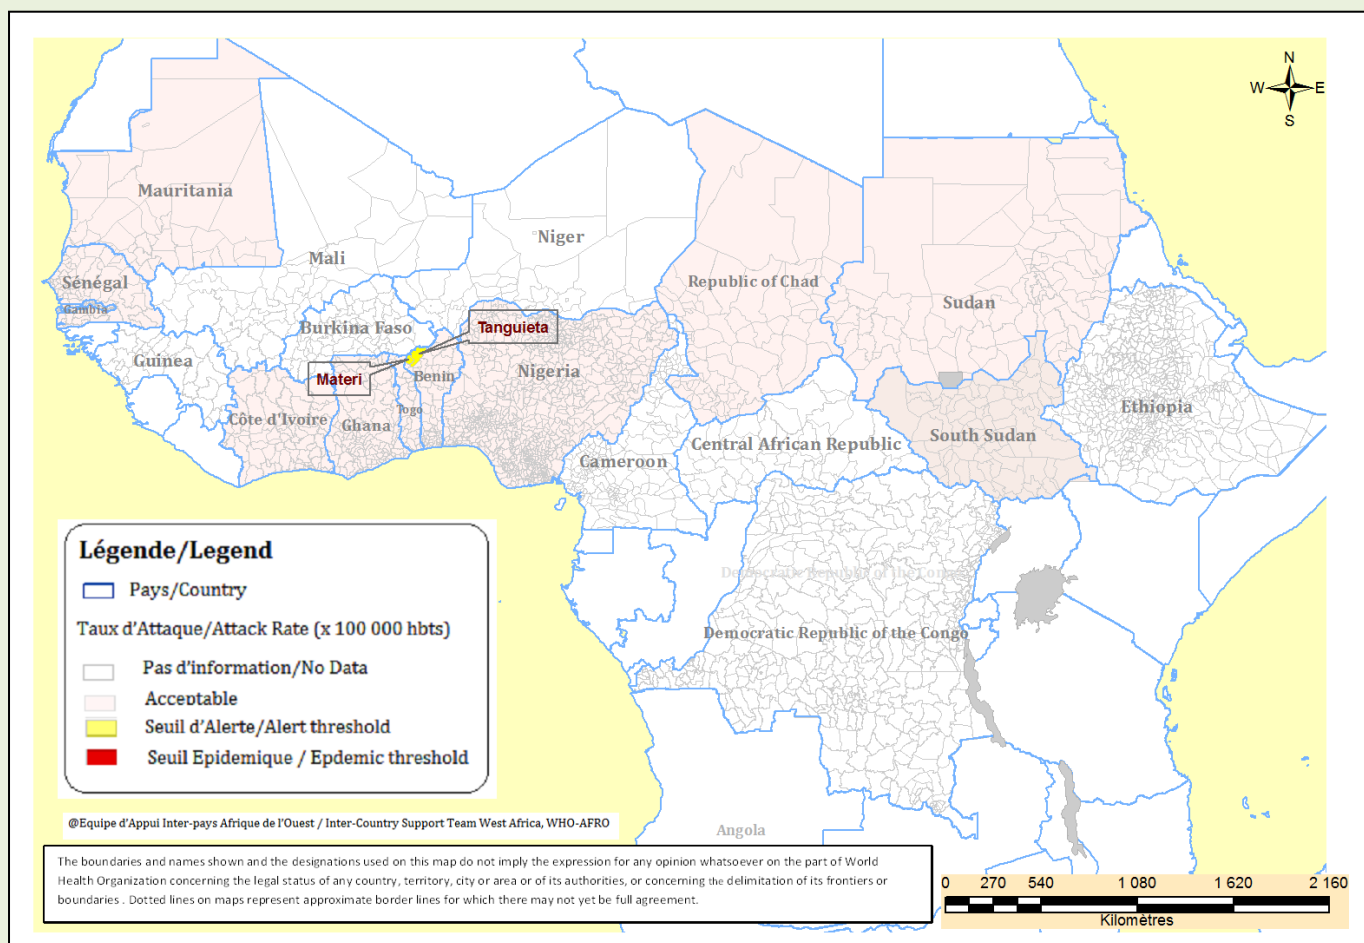 N
W E
S
Mauritania
Mali
Niger
Sénégal
Gambia
Republic of Chad
Sudan
Burkina Faso
Tanguieta
Guinea
Materi
Benin
Nigeria
Togo
Côte d'Ivoire
Ghana
Ethiopia
South Sudan
Central African Republic
Cameroon
Democratic Republic of the Congo
Democratic Republic of the Congo
Angola
Légende/Legend
Pays/Country
Taux d'Attaque/Attack Rate (x 100 000 hbts)
Pas d'information/No Data
Acceptable
Seuil d'Alerte/Alert threshold
Seuil Epidemique / Epdemic threshold
@Equipe d'Appui Inter-pays Afrique de l'Ouest / Inter-Country Support Team West Africa, WHO-AFRO
The boundaries and names shown and the designations used on this map do not imply the expression for any opinion whatsoever on the part of World
Health Organization concerning the legal status of any country, territory, city or area or of its authorities, or concerning the delimitation of its frontiers or
boundaries . Dotted lines on maps represent approximate border lines for which there may not yet be full agreement.
0 270 540 1 080 1 620 2 160
Kilomètres